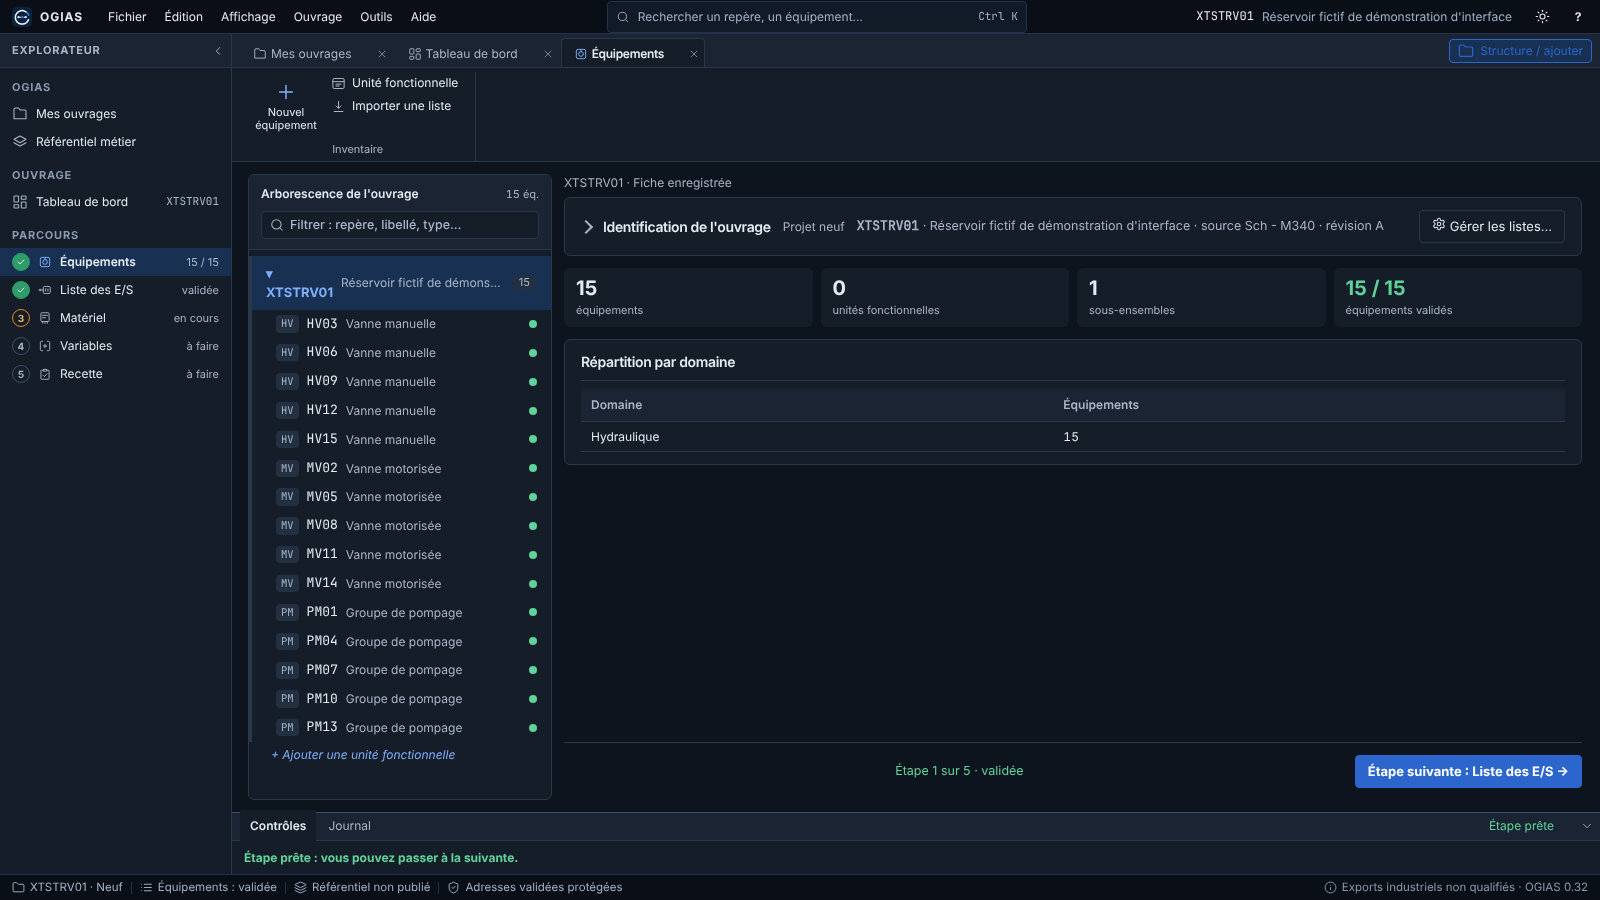 OGIAS Fichier Édition Affichage Ouvrage Outils Aide
Rechercher un repère, un équipement... Ctrl K
XTSTRV01 Réservoir fictif de démonstration d'interface ?
EXPLORATEUR
OGIAS
Mes ouvrages
Référentiel métier
OUVRAGE
Tableau de bord XTSTRV01
PARCOURS
Équipements 15 / 15
Liste des E/S validée
3 Matériel en cours
4 Variables à faire
5 Recette à faire
Mes ouvrages
Tableau de bord
Équipements
Structure / ajouter
Nouvel équipement
Unité fonctionnelle
Importer une liste
Inventaire
Arborescence de l'ouvrage 15 éq.
Filtrer : repère, libellé, type...
▼ XTSTRV01 Réservoir fictif de démons... 15
HV HV03 Vanne manuelle
HV HV06 Vanne manuelle
HV HV09 Vanne manuelle
HV HV12 Vanne manuelle
HV HV15 Vanne manuelle
MV MV02 Vanne motorisée
MV MV05 Vanne motorisée
MV MV08 Vanne motorisée
MV MV11 Vanne motorisée
MV MV14 Vanne motorisée
PM PM01 Groupe de pompage
PM PM04 Groupe de pompage
PM PM07 Groupe de pompage
PM PM10 Groupe de pompage
PM PM13 Groupe de pompage
+ Ajouter une unité fonctionnelle
XTSTRV01 · Fiche enregistrée
Identification de l'ouvrage Projet neuf XTSTRV01 · Réservoir fictif de démonstration d'interface · source Sch - M340 · révision A
Gérer les listes...
15
équipements
0
unités fonctionnelles
1
sous-ensembles
15 / 15
équipements validés
Répartition par domaine
Domaine Équipements
Hydraulique 15
Étape 1 sur 5 · validée
Étape suivante : Liste des E/S →
Contrôles Journal Étape prête
Étape prête : vous pouvez passer à la suivante.
XTSTRV01 · Neuf Équipements : validée Référentiel non publié Adresses validées protégées
Exports industriels non qualifiés · OGIAS 0.32